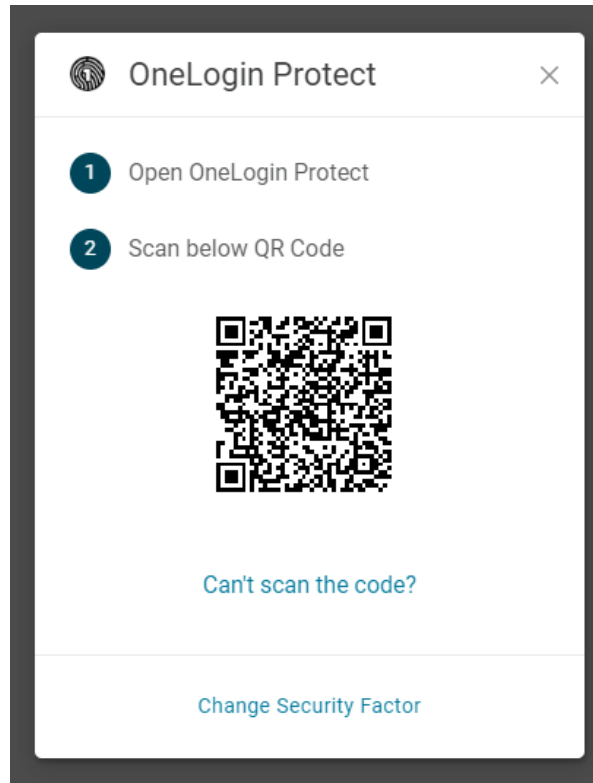 OneLogin Protect
1 Open OneLogin Protect
2 Scan below QR Code
Can't scan the code?
Change Security Factor